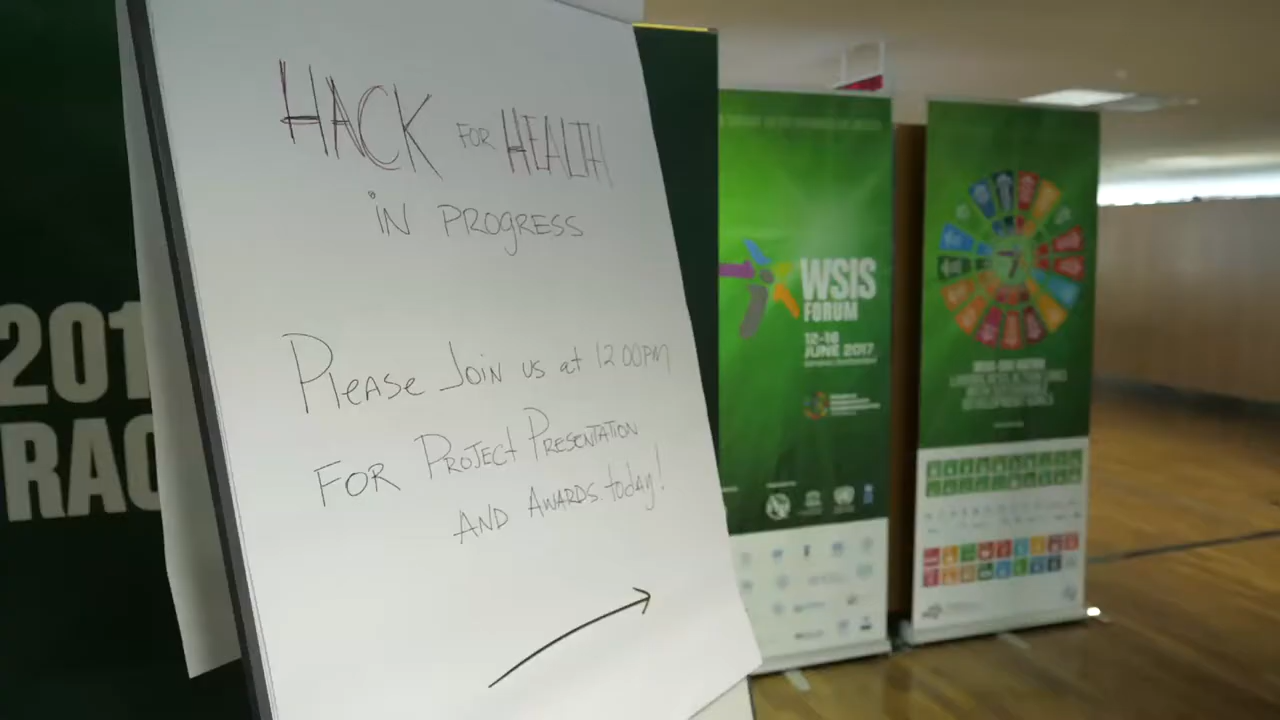 HACK FOR HEALTH
IN PROGRESS
PLEASE JOIN US at 12 00PM
FOR PROJECT PRESENTATION
AND AWARDS today!
201
RAC
WSIS
FORUM
12-16
JUNE 2017